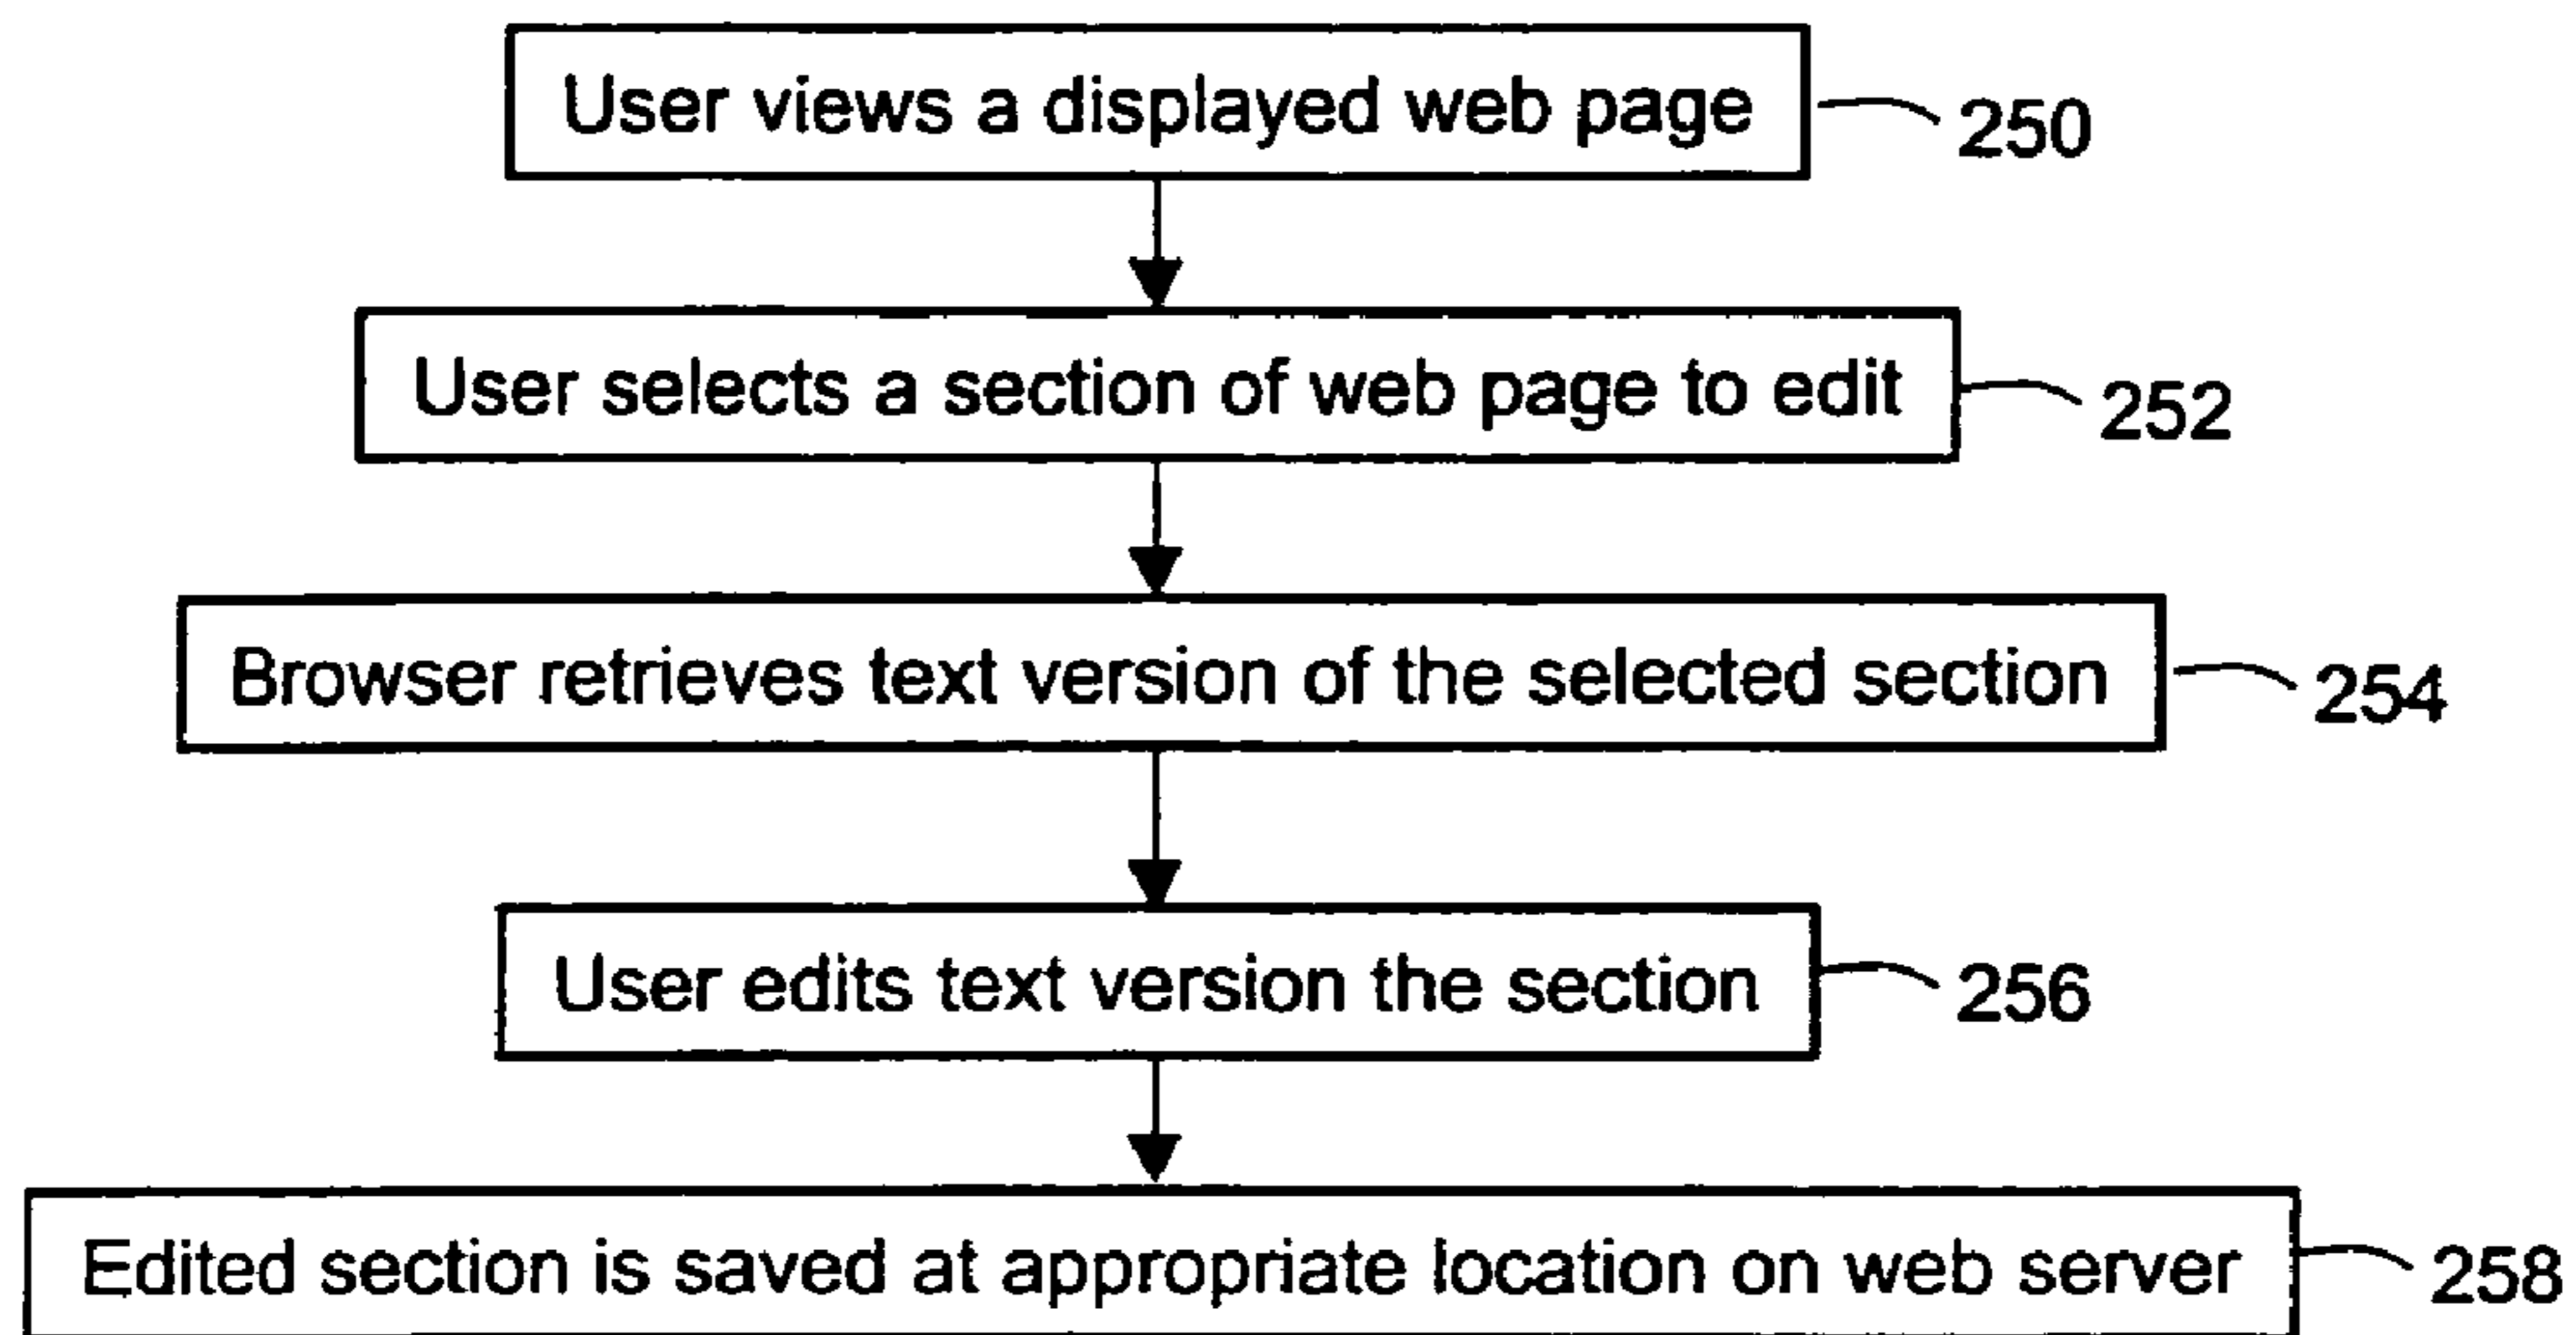 User views a displayed web page 250
User selects a section of web page to edit 252
Browser retrieves text version of the selected section 254
User edits text version the section 256
Edited section is saved at appropriate location on web server 258